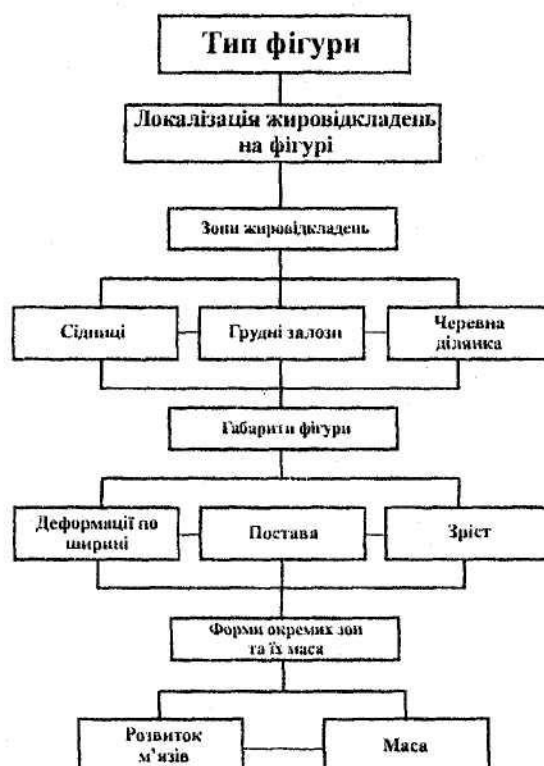 Тип фігури
Локалізація жировідкладень
на фігурі
Зони жировідкладень
Сідниці
Грудні залози
Черевна
ділянка
Габарити фігури
Деформації по
ширині
Постава
Зріст
Форми окремих зон
та їх маса
Розвиток
м'язів
Маса